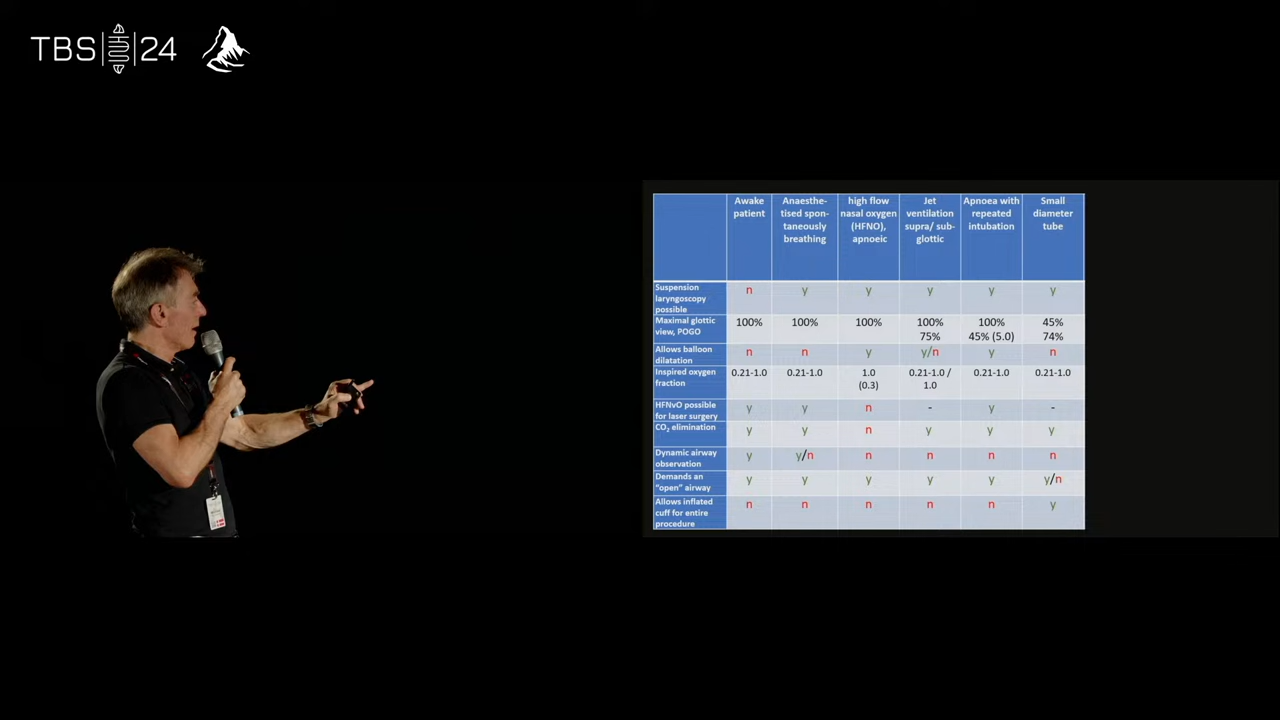 TBS 24
Awake patient
Anaesthe-tised spon-taneously breathing
high flow nasal oxygen (HFNO), apnoeic
Jet ventilation supra/ sub-glottic
Apnoea with repeated intubation
Small diameter tube
Suspension laryngoscopy possible n y y y y y
Maximal glottic view, POGO 100% 100% 100% 100% 75% 100% 45% (5.0) 45% 74%
Allows balloon dilatation n n y y/n y n
Inspired oxygen fraction 0.21-1.0 0.21-1.0 1.0 (0.3) 0.21-1.0 / 1.0 0.21-1.0 0.21-1.0
HFNvO possible for laser surgery y y n - y -
CO₂ elimination y y n y y y
Dynamic airway observation y y/n n n n n
Demands an "open" airway y y y y y y/n
Allows inflated cuff for entire procedure n n n n n y